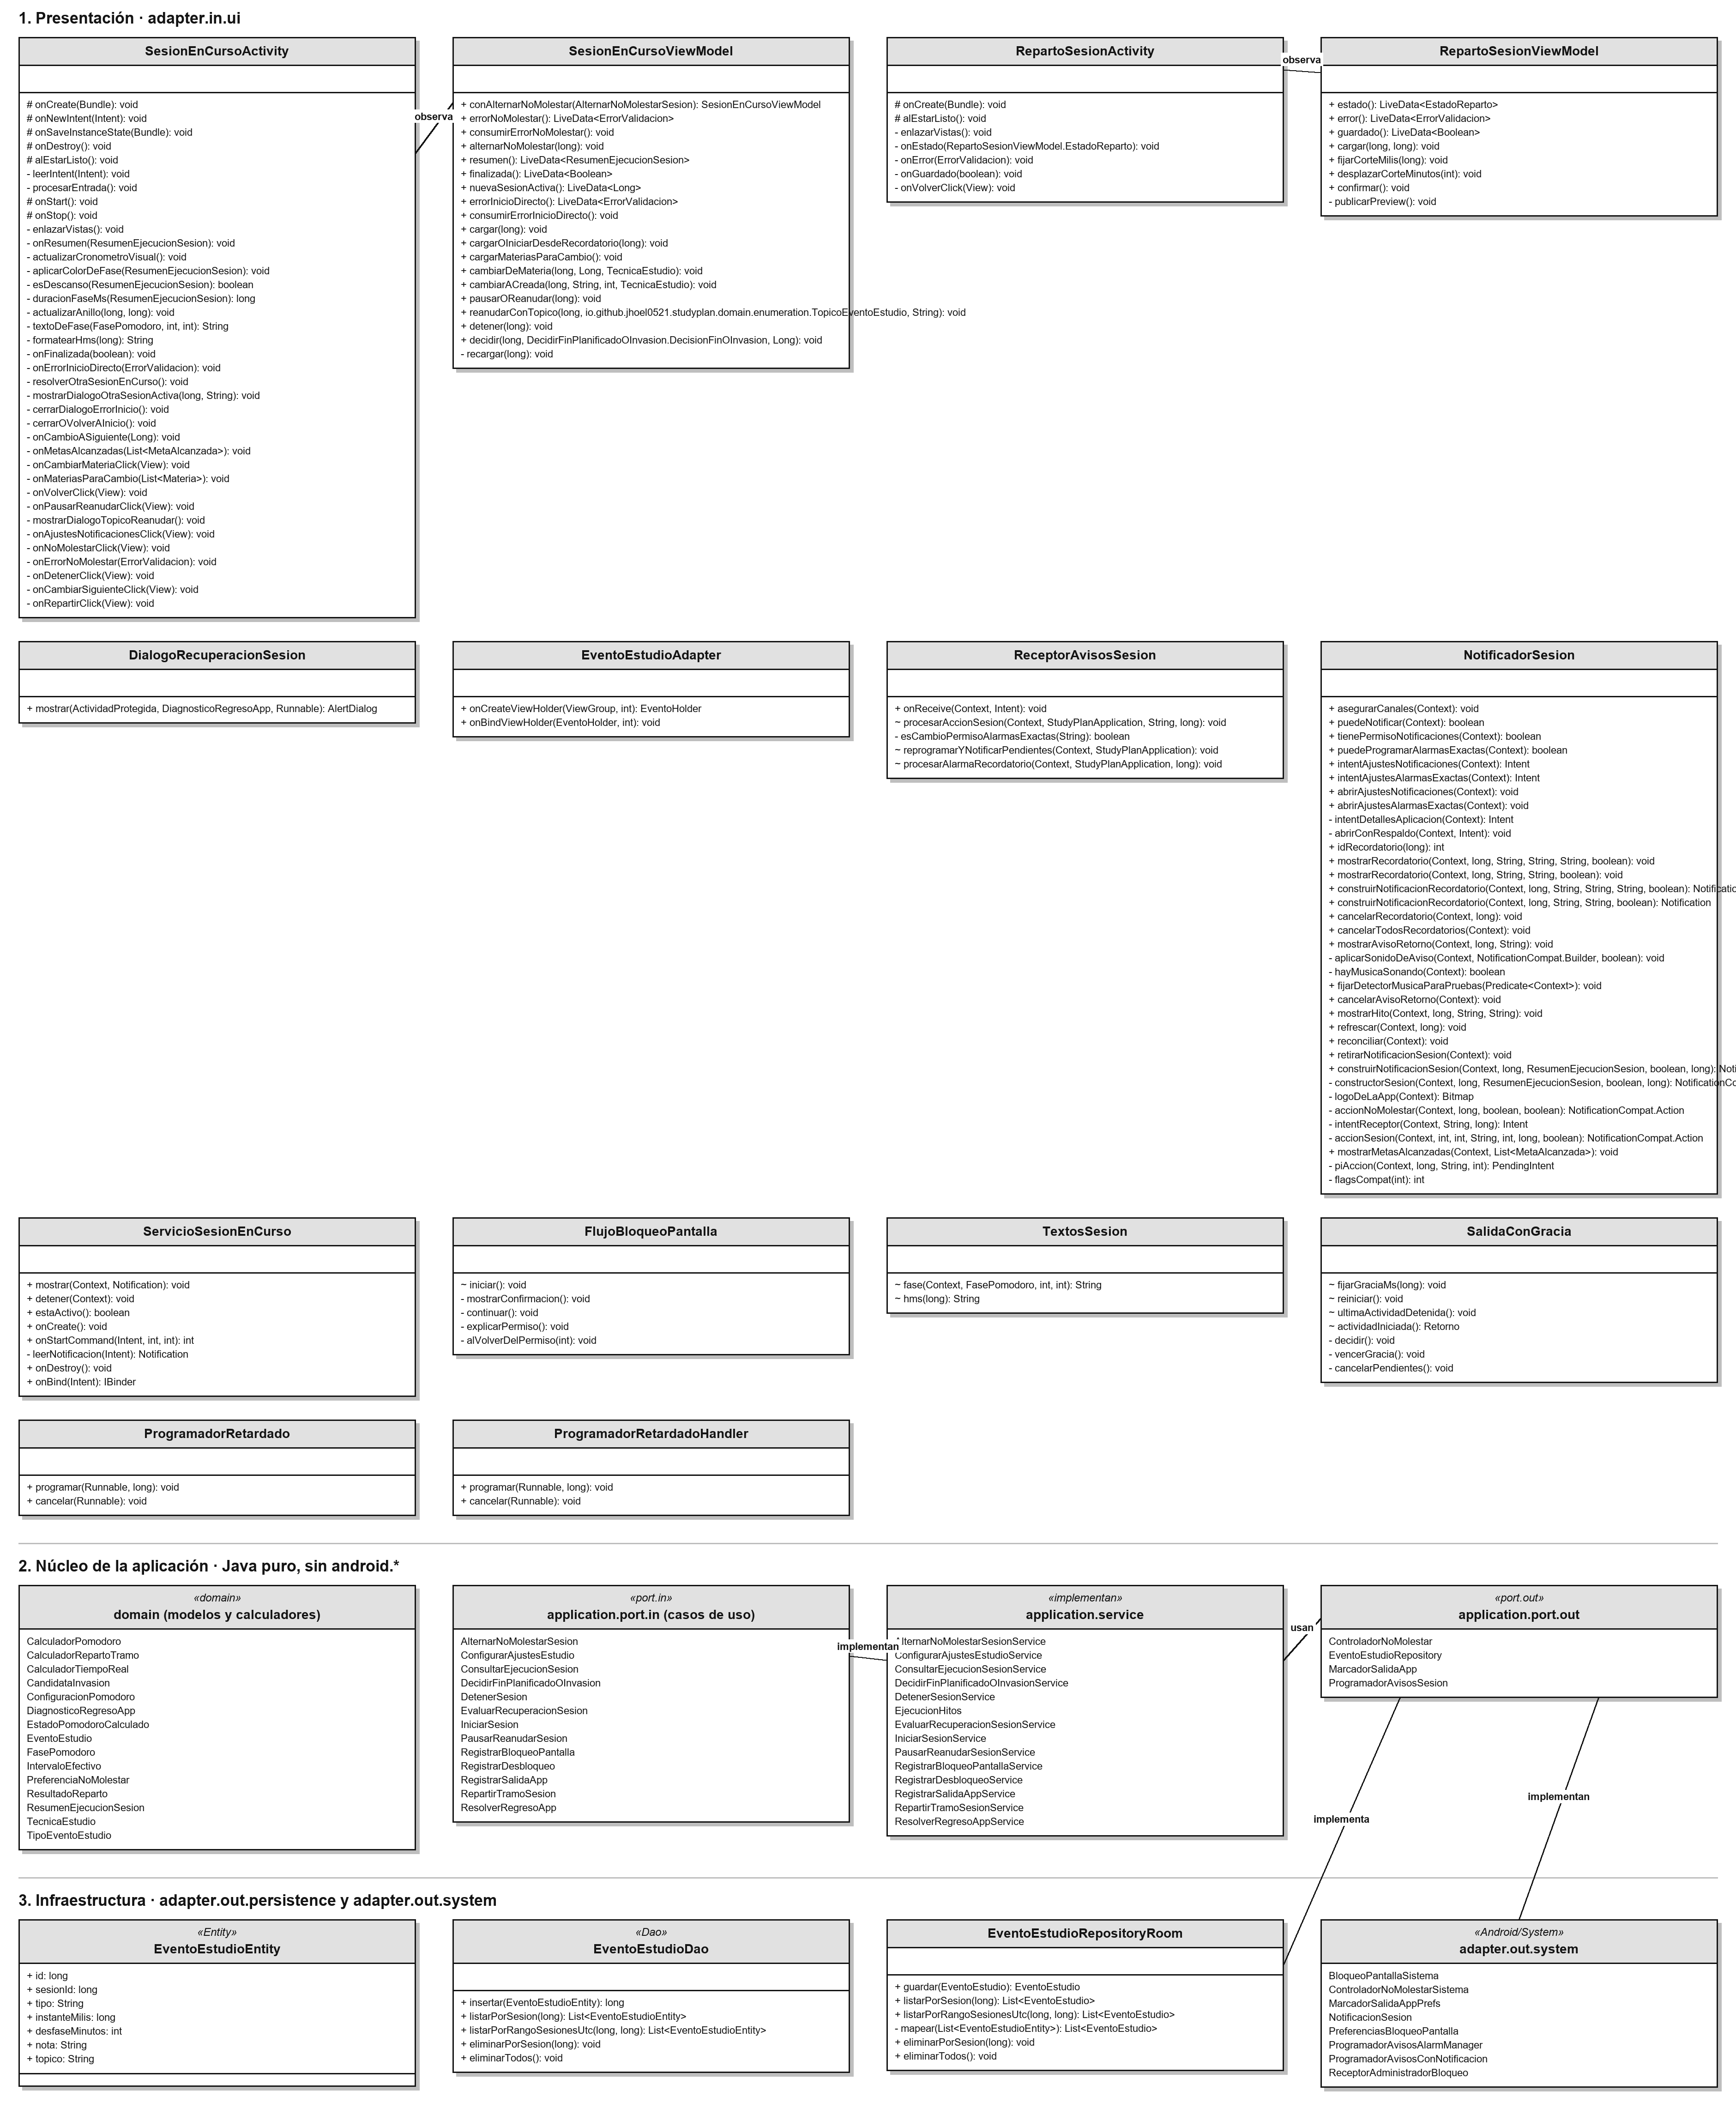 1. Presentación · adapter.in.ui
SesionEnCursoActivity
# onCreate(Bundle): void
# onNewIntent(Intent): void
# onSaveInstanceState(Bundle): void
# onDestroy(): void
# alEstarListo(): void
- leerIntent(Intent): void
- procesarEntrada(): void
# onStart(): void
# onStop(): void
- enlazarVistas(): void
- onResumen(ResumenEjecucionSesion): void
- actualizarCronometroVisual(): void
- aplicarColorDeFase(ResumenEjecucionSesion): void
- esDescanso(ResumenEjecucionSesion): boolean
- duracionFaseMs(ResumenEjecucionSesion): long
- actualizarAnillo(long, long): void
- textoDeFase(FasePomodoro, int, int): String
- formatearHms(long): String
- onFinalizada(boolean): void
- onErrorInicioDirecto(ErrorValidacion): void
- resolverOtraSesionEnCurso(): void
- mostrarDialogoOtraSesionActiva(long, String): void
- cerrarDialogoErrorInicio(): void
- cerrarOVolverAInicio(): void
- onCambioASiguiente(Long): void
- onMetasAlcanzadas(List<MetaAlcanzada>): void
- onCambiarMateriaClick(View): void
- onMateriasParaCambio(List<Materia>): void
- onVolverClick(View): void
- onPausarReanudarClick(View): void
- mostrarDialogoTopicoReanudar(): void
- onAjustesNotificacionesClick(View): void
- onNoMolestarClick(View): void
- onErrorNoMolestar(ErrorValidacion): void
- onDetenerClick(View): void
- onCambiarSiguienteClick(View): void
- onRepartirClick(View): void
observa
SesionEnCursoViewModel
+ conAlternarNoMolestar(AlternarNoMolestarSesion): SesionEnCursoViewModel
+ errorNoMolestar(): LiveData<ErrorValidacion>
+ consumirErrorNoMolestar(): void
+ alternarNoMolestar(long): void
+ resumen(): LiveData<ResumenEjecucionSesion>
+ finalizada(): LiveData<Boolean>
+ nuevaSesionActiva(): LiveData<Long>
+ errorInicioDirecto(): LiveData<ErrorValidacion>
+ consumirErrorInicioDirecto(): void
+ cargar(long): void
+ cargarOIniciarDesdeRecordatorio(long): void
+ cargarMateriasParaCambio(): void
+ cambiarDeMateria(long, Long, TecnicaEstudio): void
+ cambiarACreada(long, String, int, TecnicaEstudio): void
+ pausarOReanudar(long): void
+ reanudarConTopico(long, io.github.jhoel0521.studyplan.domain.enumeration.TopicoEventoEstudio, String): void
+ detener(long): void
+ decidir(long, DecidirFinPlanificadoOInvasion.DecisionFinOInvasion, Long): void
- recargar(long): void
RepartoSesionActivity
# onCreate(Bundle): void
# alEstarListo(): void
- enlazarVistas(): void
- onEstado(RepartoSesionViewModel.EstadoReparto): void
- onError(ErrorValidacion): void
- onGuardado(boolean): void
- onVolverClick(View): void
observa
RepartoSesionViewModel
+ estado(): LiveData<EstadoReparto>
+ error(): LiveData<ErrorValidacion>
+ guardado(): LiveData<Boolean>
+ cargar(long, long): void
+ fijarCorteMilis(long): void
+ desplazarCorteMinutos(int): void
+ confirmar(): void
- publicarPreview(): void
DialogoRecuperacionSesion
+ mostrar(ActividadProtegida, DiagnosticoRegresoApp, Runnable): AlertDialog
EventoEstudioAdapter
+ onCreateViewHolder(ViewGroup, int): EventoHolder
+ onBindViewHolder(EventoHolder, int): void
ReceptorAvisosSesion
+ onReceive(Context, Intent): void
~ procesarAccionSesion(Context, StudyPlanApplication, String, long): void
- esCambioPermisoAlarmasExactas(String): boolean
~ reprogramarYNotificarPendientes(Context, StudyPlanApplication): void
~ procesarAlarmaRecordatorio(Context, StudyPlanApplication, long): void
NotificadorSesion
+ asegurarCanales(Context): void
+ puedeNotificar(Context): boolean
+ tienePermisoNotificaciones(Context): boolean
+ puedeProgramarAlarmasExactas(Context): boolean
+ intentAjustesNotificaciones(Context): Intent
+ intentAjustesAlarmasExactas(Context): Intent
+ abrirAjustesNotificaciones(Context): void
+ abrirAjustesAlarmasExactas(Context): void
- intentDetallesAplicacion(Context): Intent
- abrirConRespaldo(Context, Intent): void
+ idRecordatorio(long): int
+ mostrarRecordatorio(Context, long, String, String, String, boolean): void
+ mostrarRecordatorio(Context, long, String, String, boolean): void
+ construirNotificacionRecordatorio(Context, long, String, String, String, boolean): Notificatio
+ construirNotificacionRecordatorio(Context, long, String, String, boolean): Notification
+ cancelarRecordatorio(Context, long): void
+ cancelarTodosRecordatorios(Context): void
+ mostrarAvisoRetorno(Context, long, String): void
- aplicarSonidoDeAviso(Context, NotificationCompat.Builder, boolean): void
- hayMusicaSonando(Context): boolean
+ fijarDetectorMusicaParaPruebas(Predicate<Context>): void
+ cancelarAvisoRetorno(Context): void
+ mostrarHito(Context, long, String, String): void
+ refrescar(Context, long): void
+ reconciliar(Context): void
+ retirarNotificacionSesion(Context): void
+ construirNotificacionSesion(Context, long, ResumenEjecucionSesion, boolean, long): Noti
- constructorSesion(Context, long, ResumenEjecucionSesion, boolean, long): NotificationCo
- logoDeLaApp(Context): Bitmap
- accionNoMolestar(Context, long, boolean, boolean): NotificationCompat.Action
- intentReceptor(Context, String, long): Intent
- accionSesion(Context, int, int, String, int, long, boolean): NotificationCompat.Action
+ mostrarMetasAlcanzadas(Context, List<MetaAlcanzada>): void
- piAccion(Context, long, String, int): PendingIntent
- flagsCompat(int): int
ServicioSesionEnCurso
+ mostrar(Context, Notification): void
+ detener(Context): void
+ estaActivo(): boolean
+ onCreate(): void
+ onStartCommand(Intent, int, int): int
- leerNotificacion(Intent): Notification
+ onDestroy(): void
+ onBind(Intent): IBinder
FlujoBloqueoPantalla
~ iniciar(): void
- mostrarConfirmacion(): void
- continuar(): void
- explicarPermiso(): void
- alVolverDelPermiso(int): void
TextosSesion
~ fase(Context, FasePomodoro, int, int): String
~ hms(long): String
SalidaConGracia
~ fijarGraciaMs(long): void
~ reiniciar(): void
~ ultimaActividadDetenida(): void
~ actividadIniciada(): Retorno
- decidir(): void
- vencerGracia(): void
- cancelarPendientes(): void
ProgramadorRetardado
+ programar(Runnable, long): void
+ cancelar(Runnable): void
ProgramadorRetardadoHandler
+ programar(Runnable, long): void
+ cancelar(Runnable): void
2. Núcleo de la aplicación · Java puro, sin android.*
«domain»
domain (modelos y calculadores)
CalculadorPomodoro
CalculadorRepartoTramo
CalculadorTiempoReal
CandidataInvasion
ConfiguracionPomodoro
DiagnosticoRegresoApp
EstadoPomodoroCalculado
EventoEstudio
FasePomodoro
IntervaloEfectivo
PreferenciaNoMolestar
ResultadoReparto
ResumenEjecucionSesion
TecnicaEstudio
TipoEventoEstudio
«port.in»
application.port.in (casos de uso)
AlternarNoMolestarSesion
ConfigurarAjustesEstudio
ConsultarEjecucionSesion
DecidirFinPlanificadoOInvasion
DetenerSesion
EvaluarRecuperacionSesion
IniciarSesion
PausarReanudarSesion
RegistrarBloqueoPantalla
RegistrarDesbloqueo
RegistrarSalidaApp
RepartirTramoSesion
ResolverRegresoApp
implementan
«implementan»
application.service
AlternarNoMolestarSesionService
ConfigurarAjustesEstudioService
ConsultarEjecucionSesionService
DecidirFinPlanificadoOInvasionService
DetenerSesionService
EjecucionHitos
EvaluarRecuperacionSesionService
IniciarSesionService
PausarReanudarSesionService
RegistrarBloqueoPantallaService
RegistrarDesbloqueoService
RegistrarSalidaAppService
RepartirTramoSesionService
ResolverRegresoAppService
usan
«port.out»
application.port.out
ControladorNoMolestar
EventoEstudioRepository
MarcadorSalidaApp
ProgramadorAvisosSesion
implementan
implementa
3. Infraestructura · adapter.out.persistence y adapter.out.system
«Entity»
EventoEstudioEntity
+ id: long
+ sesionId: long
+ tipo: String
+ instanteMilis: long
+ desfaseMinutos: int
+ nota: String
+ topico: String
«Dao»
EventoEstudioDao
+ insertar(EventoEstudioEntity): long
+ listarPorSesion(long): List<EventoEstudioEntity>
+ listarPorRangoSesionesUtc(long, long): List<EventoEstudioEntity>
+ eliminarPorSesion(long): void
+ eliminarTodos(): void
EventoEstudioRepositoryRoom
+ guardar(EventoEstudio): EventoEstudio
+ listarPorSesion(long): List<EventoEstudio>
+ listarPorRangoSesionesUtc(long, long): List<EventoEstudio>
- mapear(List<EventoEstudioEntity>): List<EventoEstudio>
+ eliminarPorSesion(long): void
+ eliminarTodos(): void
«Android/System»
adapter.out.system
BloqueoPantallaSistema
ControladorNoMolestarSistema
MarcadorSalidaAppPrefs
NotificacionSesion
PreferenciasBloqueoPantalla
ProgramadorAvisosAlarmManager
ProgramadorAvisosConNotificacion
ReceptorAdministradorBloqueo